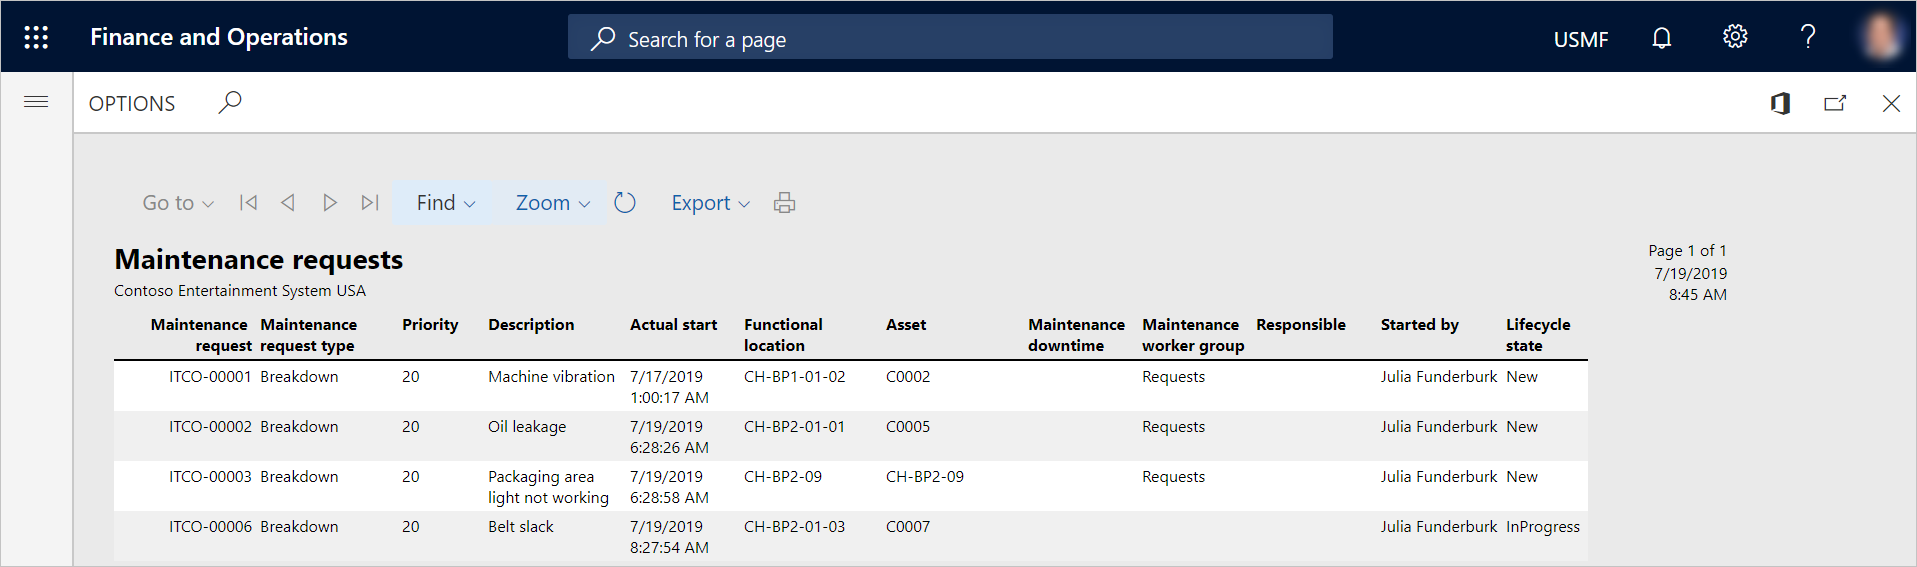 Finance and Operations Search for a page USMF ?
OPTIONS
Go to Find Zoom Export
Maintenance requests
Contoso Entertainment System USA
Page 1 of 1
7/19/2019
8:45 AM
Maintenance Maintenance Priority Description Actual start Functional Asset Maintenance Maintenance Responsible Started by Lifecycle
request request type location downtime worker group state
ITCO-00001 Breakdown 20 Machine vibration 7/17/2019 CH-BP1-01-02 C0002 Requests Julia Funderburk New
1:00:17 AM
ITCO-00002 Breakdown 20 Oil leakage 7/19/2019 CH-BP2-01-01 C0005 Requests Julia Funderburk New
6:28:26 AM
ITCO-00003 Breakdown 20 Packaging area 7/19/2019 CH-BP2-09 CH-BP2-09 Requests Julia Funderburk New
light not working 6:28:58 AM
ITCO-00006 Breakdown 20 Belt slack 7/19/2019 CH-BP2-01-03 C0007 Julia Funderburk InProgress
8:27:54 AM